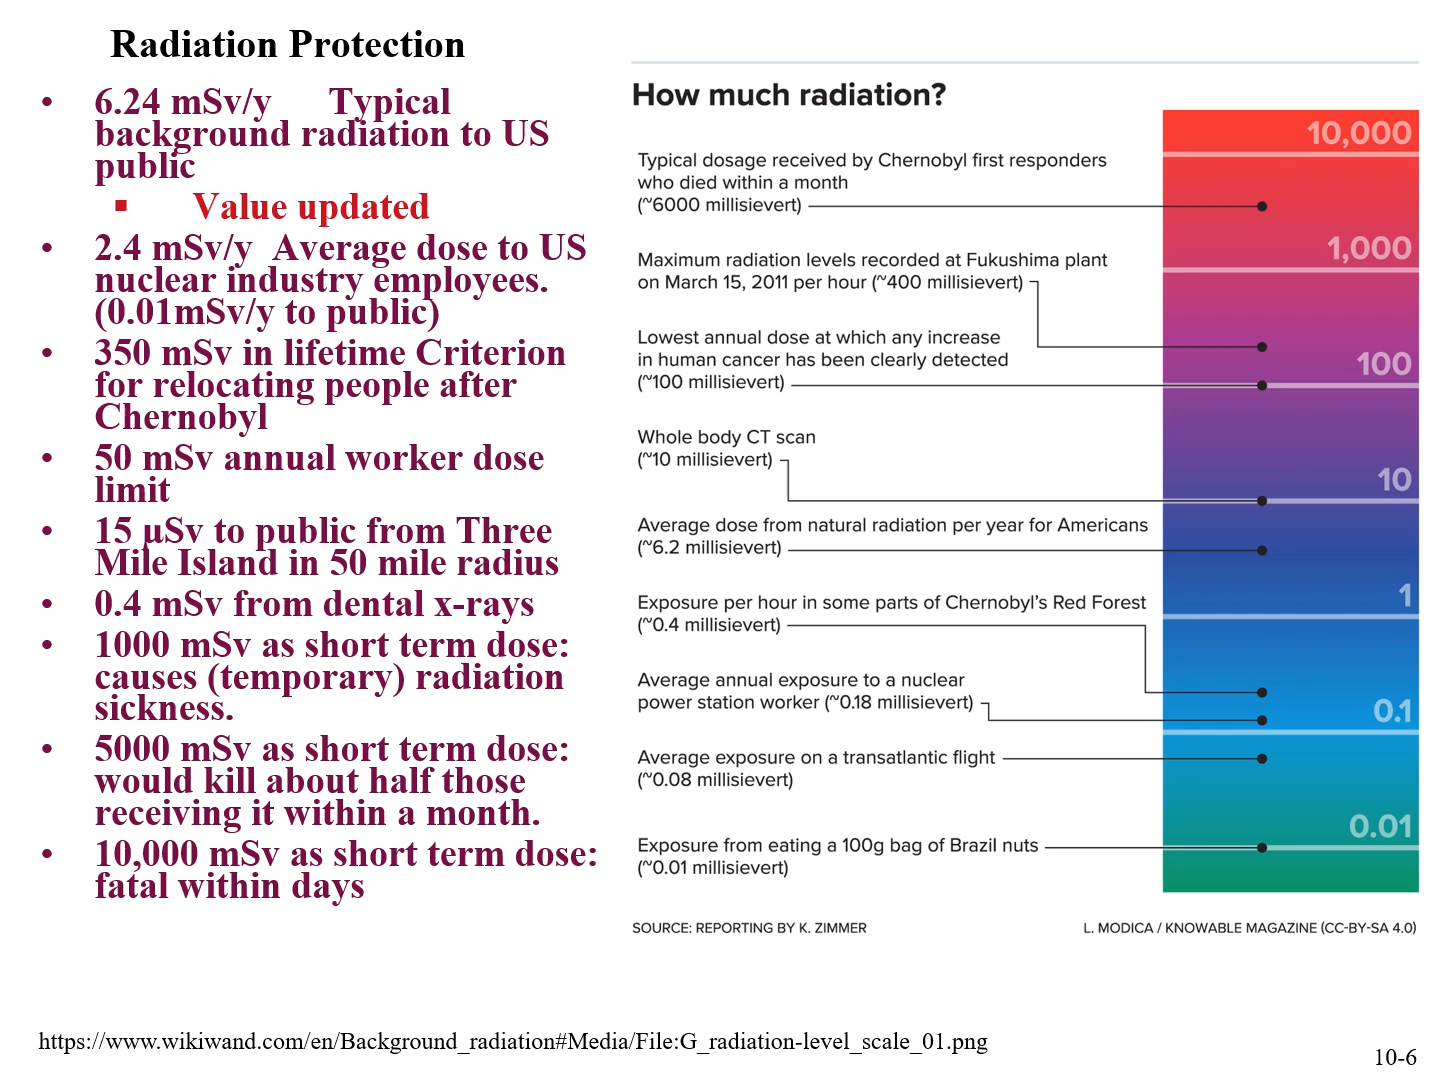 Radiation Protection
• 6.24 mSv/y Typical
background radiation to US
public
▪ Value updated
• 2.4 mSv/y Average dose to US
nuclear industry employees.
(0.01mSv/y to public)
• 350 mSv in lifetime Criterion
for relocating people after
Chernobyl
• 50 mSv annual worker dose
limit
• 15 µSv to public from Three
Mile Island in 50 mile radius
• 0.4 mSv from dental x-rays
• 1000 mSv as short term dose:
causes (temporary) radiation
sickness.
• 5000 mSv as short term dose:
would kill about half those
receiving it within a month.
• 10,000 mSv as short term dose:
fatal within days
How much radiation?
Typical dosage received by Chernobyl first responders
who died within a month
(~6000 millisievert)
Maximum radiation levels recorded at Fukushima plant
on March 15, 2011 per hour (~400 millisievert)
Lowest annual dose at which any increase
in human cancer has been clearly detected
(~100 millisievert)
Whole body CT scan
(~10 millisievert)
Average dose from natural radiation per year for Americans
(~6.2 millisievert)
Exposure per hour in some parts of Chernobyl's Red Forest
(~0.4 millisievert)
Average annual exposure to a nuclear
power station worker (~0.18 millisievert)
Average exposure on a transatlantic flight
(~0.08 millisievert)
Exposure from eating a 100g bag of Brazil nuts
(~0.01 millisievert)
10,000
1,000
100
10
1
0.1
0.01
SOURCE: REPORTING BY K. ZIMMER
L. MODICA / KNOWABLE MAGAZINE (CC-BY-SA 4.0)
https://www.wikiwand.com/en/Background_radiation#Media/File:G_radiation-level_scale_01.png
10-6